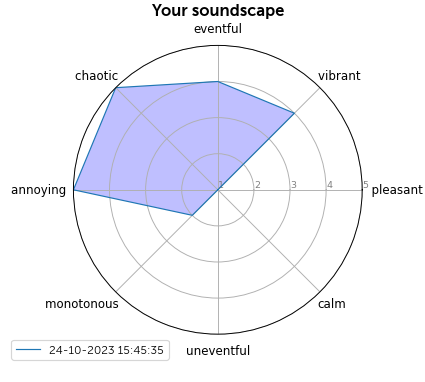 Your soundscape
eventful
chaotic
vibrant
annoying
1 2 3 4 5
pleasant
monotonous
calm
uneventful
24-10-2023 15:45:35